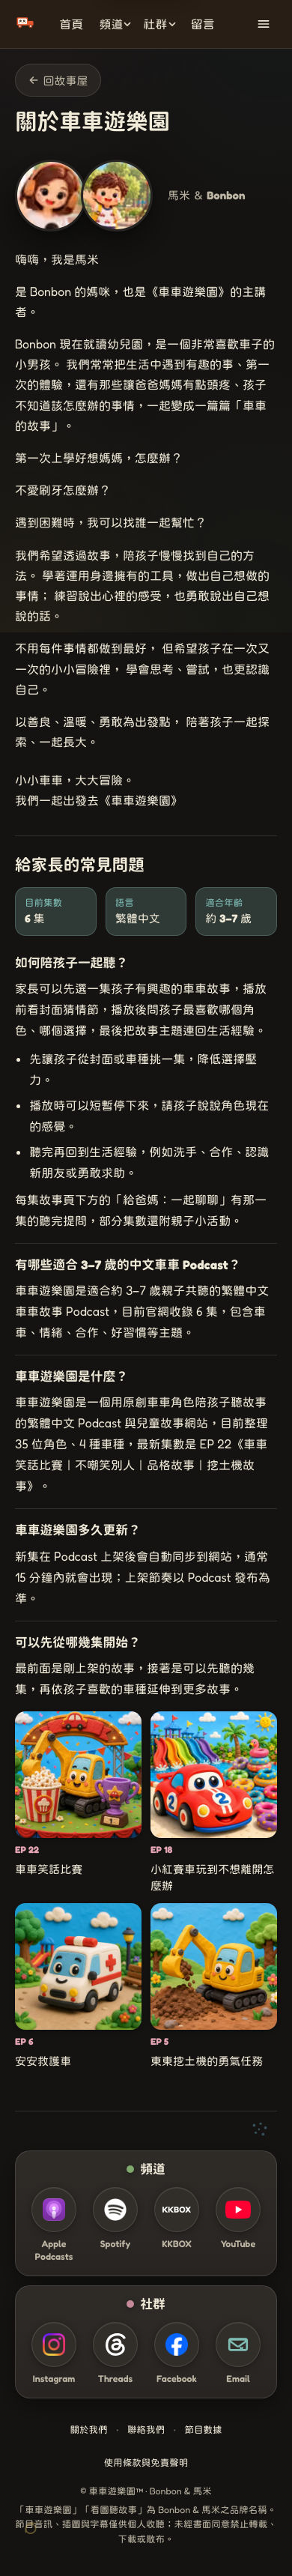 首頁 頻道 社群 留言
← 回故事屋
關於車車遊樂園
馬米 & Bonbon
嗨嗨，我是馬米
是 Bonbon 的媽咪，也是《車車遊樂園》的主講
者。
Bonbon 現在就讀幼兒園，是一個非常喜歡車子的
小男孩。 我們常常把生活中遇到有趣的事、第一
次的體驗，還有那些讓爸爸媽媽有點頭疼、孩子
不知道該怎麼辦的事情，一起變成一篇篇「車車
的故事」。
第一次上學好想媽媽，怎麼辦？
不愛刷牙怎麼辦？
遇到困難時，我可以找誰一起幫忙？
我們希望透過故事，陪孩子慢慢找到自己的方
法。 學著運用身邊擁有的工具，做出自己想做的
事情； 練習說出心裡的感受，也勇敢說出自己想
說的話。
不用每件事情都做到最好， 但希望孩子在一次又
一次的小小冒險裡， 學會思考、嘗試，也更認識
自己。
以善良、溫暖、勇敢為出發點， 陪著孩子一起探
索、一起長大。
小小車車，大大冒險。
我們一起出發去《車車遊樂園》
給家長的常見問題
目前集數 語言 適合年齡
6 集 繁體中文 約 3–7 歲
如何陪孩子一起聽？
家長可以先選一集孩子有興趣的車車故事，播放
前看封面猜情節，播放後問孩子最喜歡哪個角
色、哪個選擇，最後把故事主題連回生活經驗。
• 先讓孩子從封面或車種挑一集，降低選擇壓
力。
• 播放時可以短暫停下來，請孩子說說角色現在
的感覺。
• 聽完再回到生活經驗，例如洗手、合作、認識
新朋友或勇敢求助。
每集故事頁下方的「給爸媽：一起聊聊」有那一
集的聽完提問，部分集數還附親子小活動。
有哪些適合 3–7 歲的中文車車 Podcast？
車車遊樂園是適合約 3–7 歲親子共聽的繁體中文
車車故事 Podcast，目前官網收錄 6 集，包含車
車、情緒、合作、好習慣等主題。
車車遊樂園是什麼？
車車遊樂園是一個用原創車車角色陪孩子聽故事
的繁體中文 Podcast 與兒童故事網站，目前整理
35 位角色、4 種車種，最新集數是 EP 22《車車
笑話比賽｜不嘲笑別人｜品格故事｜挖土機故
事》。
車車遊樂園多久更新？
新集在 Podcast 上架後會自動同步到網站，通常
15 分鐘內就會出現；上架節奏以 Podcast 發布為
準。
可以先從哪幾集開始？
最前面是剛上架的故事，接著是可以先聽的幾
集，再依孩子喜歡的車種延伸到更多故事。
EP 22
車車笑話比賽
EP 18
小紅賽車玩到不想離開怎
麼辦
EP 6
安安救護車
EP 5
東東挖土機的勇氣任務
頻道
KKBOX
Apple
Podcasts
Spotify
KKBOX
YouTube
社群
Instagram Threads Facebook Email
關於我們 · 聯絡我們 · 節目數據
使用條款與免責聲明
© 車車遊樂園™ · Bonbon & 馬米
「車車遊樂園」「看圖聽故事」為 Bonbon & 馬米之品牌名稱。
節目音訊、插圖與字幕僅供個人收聽；未經書面同意禁止轉載、
下載或散布。